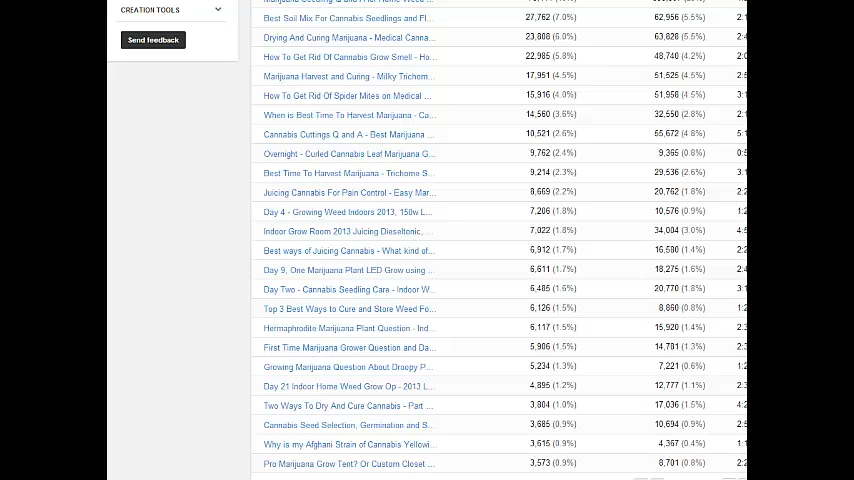 CREATION TOOLS
Send feedback
Best Soil Mix For Cannabis Seedlings and Fl... 27,762 (7.0%) 62,956 (5.5%)
Drying And Curing Marijuana - Medical Canna... 23,808 (6.0%) 63,828 (5.5%)
How To Get Rid Of Cannabis Grow Smell - Ho... 22,985 (5.8%) 48,740 (4.2%)
Marijuana Harvest and Curing - Milky Trichom... 17,951 (4.5%) 51,525 (4.5%)
How To Get Rid Of Spider Mites on Medical ... 15,916 (4.0%) 51,958 (4.5%)
When is Best Time To Harvest Marijuana - Ca... 14,560 (3.6%) 32,550 (2.8%)
Cannabis Cuttings Q and A - Best Marijuana ... 10,521 (2.6%) 55,672 (4.8%)
Overnight - Curled Cannabis Leaf Marijuana G... 9,762 (2.4%) 9,365 (0.8%)
Best Time To Harvest Marijuana - Trichome S... 9,214 (2.3%) 29,536 (2.6%)
Juicing Cannabis For Pain Control - Easy Mar... 8,669 (2.2%) 20,762 (1.8%)
Day 4 - Growing Weed Indoors 2013, 150w L... 7,206 (1.8%) 10,576 (0.9%)
Indoor Grow Room 2013 Juicing Dieseltonic, ... 7,022 (1.8%) 34,004 (3.0%)
Best ways of Juicing Cannabis - What kind of... 6,912 (1.7%) 16,580 (1.4%)
Day 9, One Marijuana Plant LED Grow using ... 6,611 (1.7%) 18,275 (1.6%)
Day Two - Cannabis Seedling Care - Indoor W... 6,485 (1.6%) 20,770 (1.8%)
Top 3 Best Ways to Cure and Store Weed Fo... 6,126 (1.5%) 8,860 (0.8%)
Hermaphrodite Marijuana Plant Question - Ind... 6,117 (1.5%) 15,920 (1.4%)
First Time Marijuana Grower Question and Da... 5,906 (1.5%) 14,781 (1.3%)
Growing Marijuana Question About Droopy P... 5,234 (1.3%) 7,221 (0.6%)
Day 21 Indoor Home Weed Grow Op - 2013 L... 4,895 (1.2%) 12,777 (1.1%)
Two Ways To Dry And Cure Cannabis - Part ... 3,804 (1.0%) 17,036 (1.5%)
Cannabis Seed Selection, Germination and S... 3,685 (0.9%) 10,694 (0.9%)
Why is my Afghani Strain of Cannabis Yellowi... 3,615 (0.9%) 4,367 (0.4%)
Pro Marijuana Grow Tent? Or Custom Closet ... 3,573 (0.9%) 8,701 (0.8%)